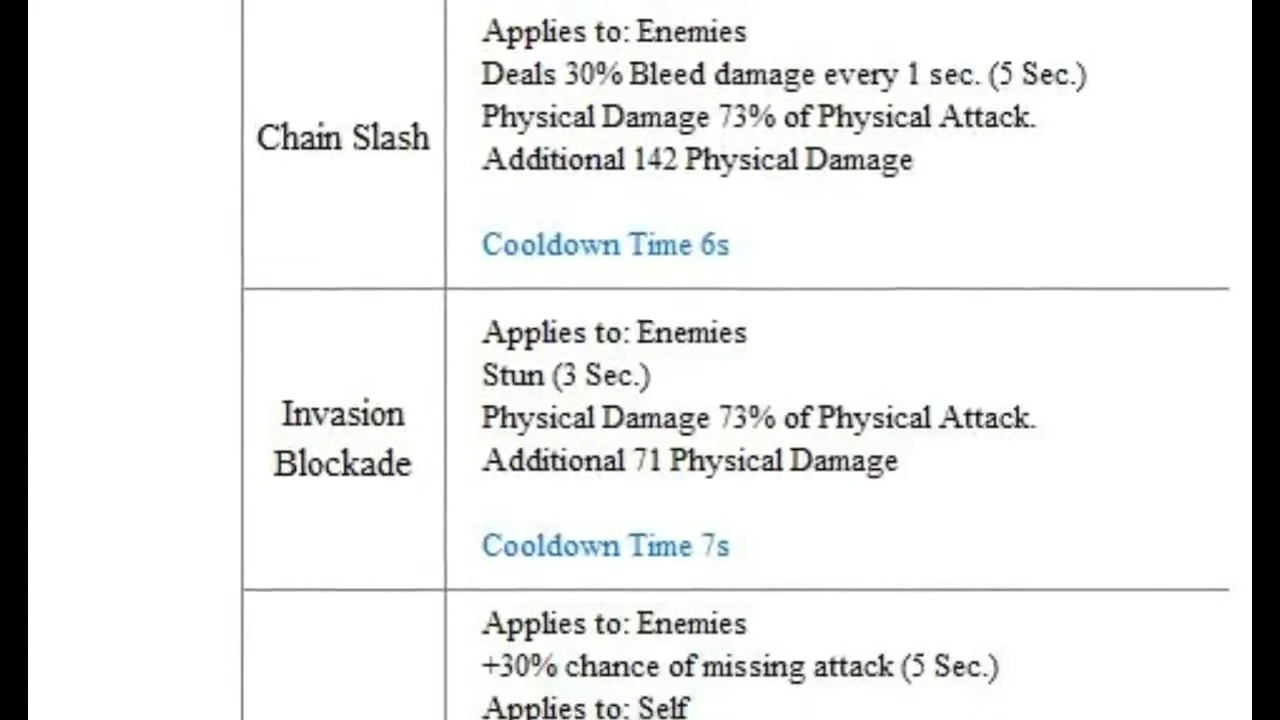 Applies to: Enemies
Deals 30% Bleed damage every 1 sec. (5 Sec.)
Physical Damage 73% of Physical Attack.
Chain Slash
Additional 142 Physical Damage
Cooldown Time 6s
Applies to: Enemies
Stun (3 Sec.)
Invasion
Blockade
Physical Damage 73% of Physical Attack.
Additional 71 Physical Damage
Cooldown Time 7s
Applies to: Enemies
+30% chance of missing attack (5 Sec.)
Applies to: Self